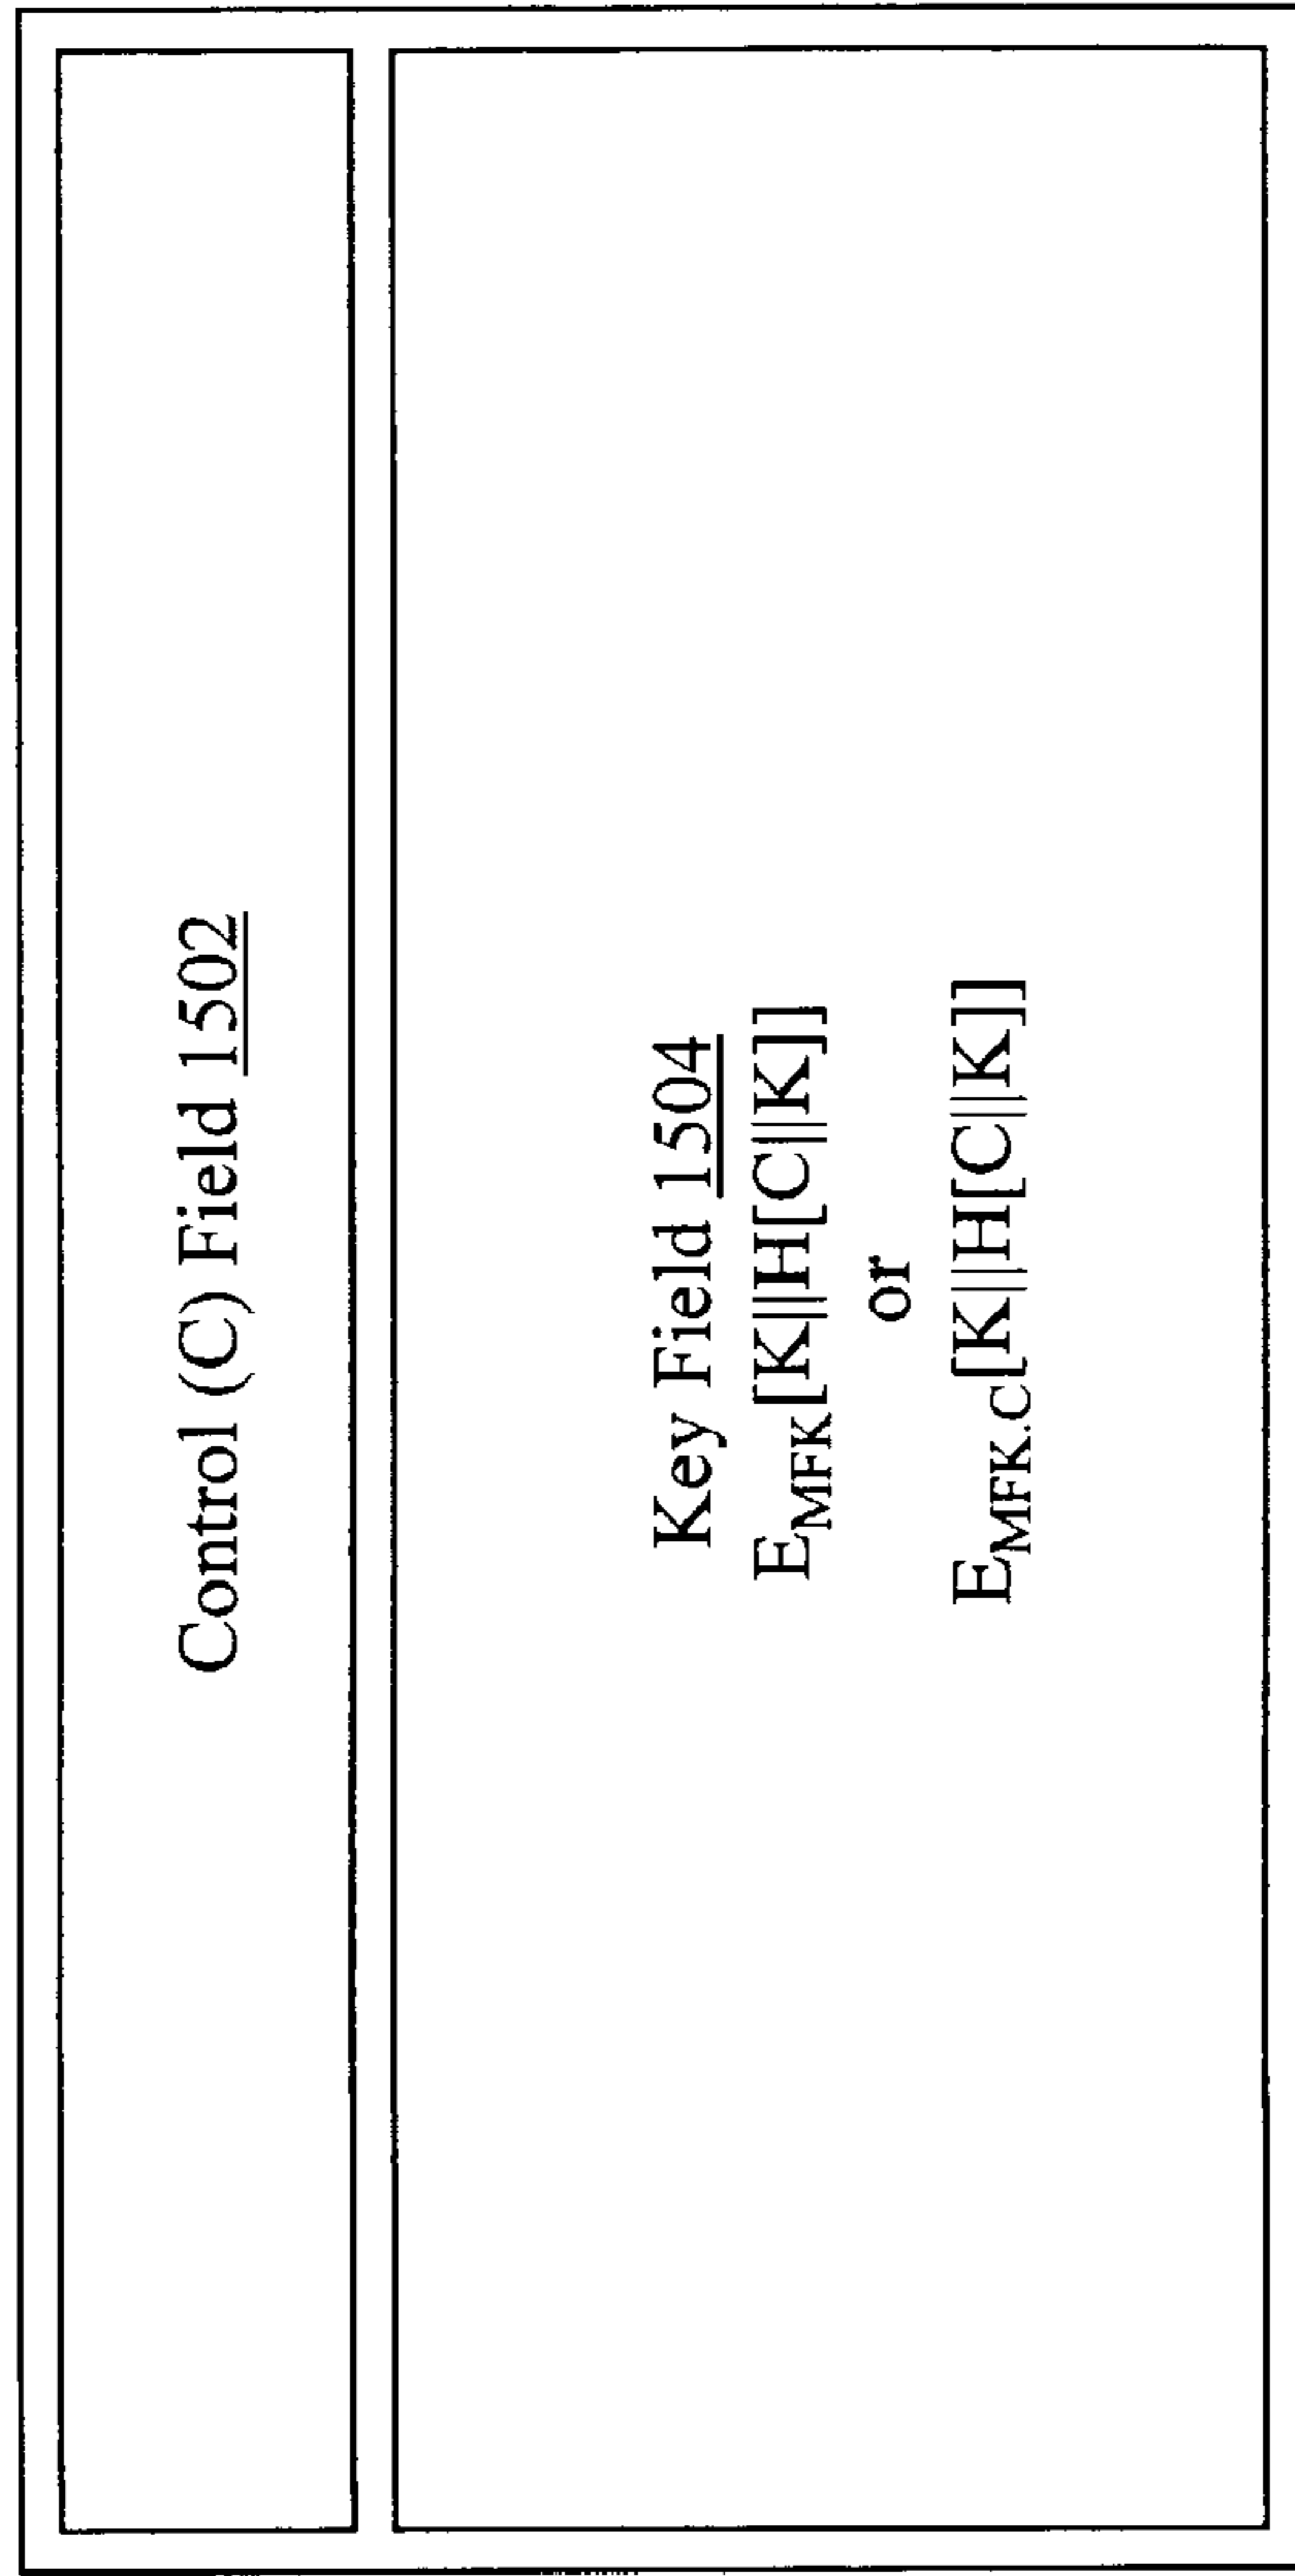 Control (C) Field 1502
Key Field 1504
E_MFK[K||H[C||K]]
or
E_MFK.C[K||H[C||K]]